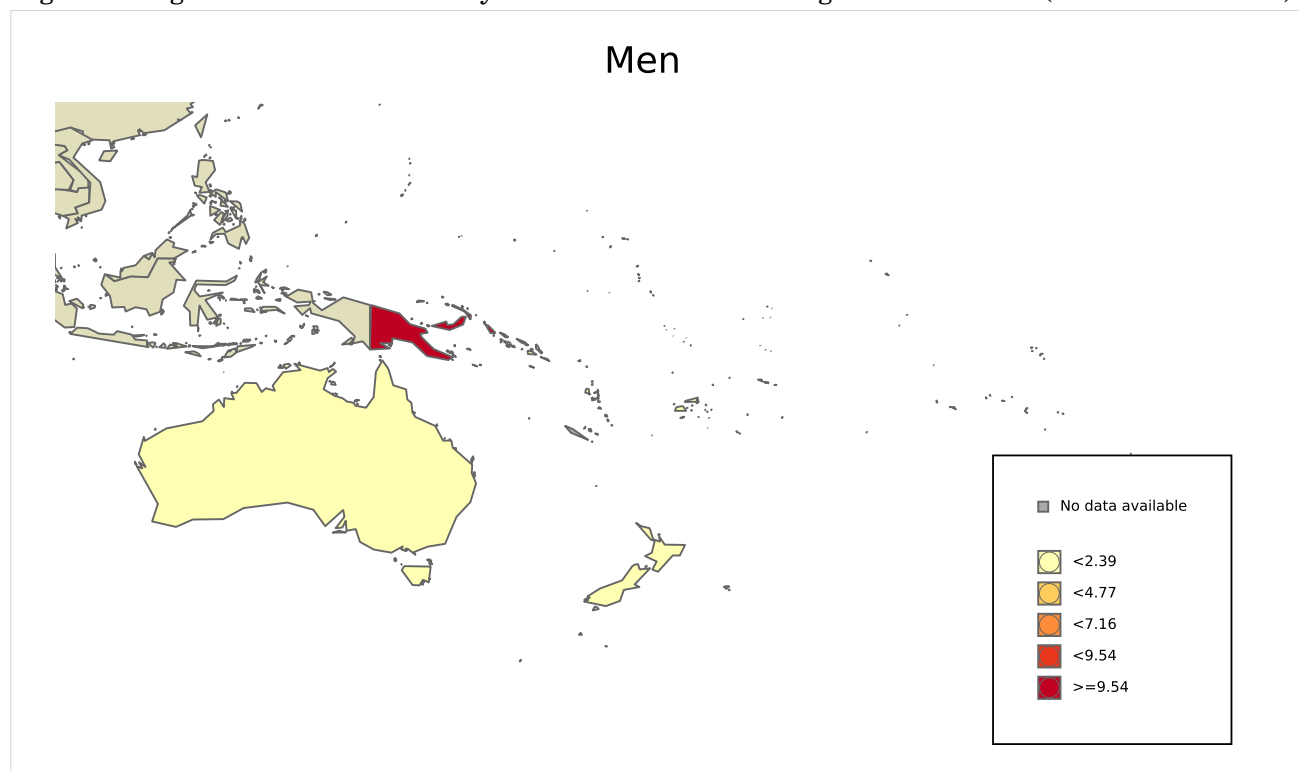 Men
No data available
<2.39
<4.77
<7.16
<9.54
>=9.54